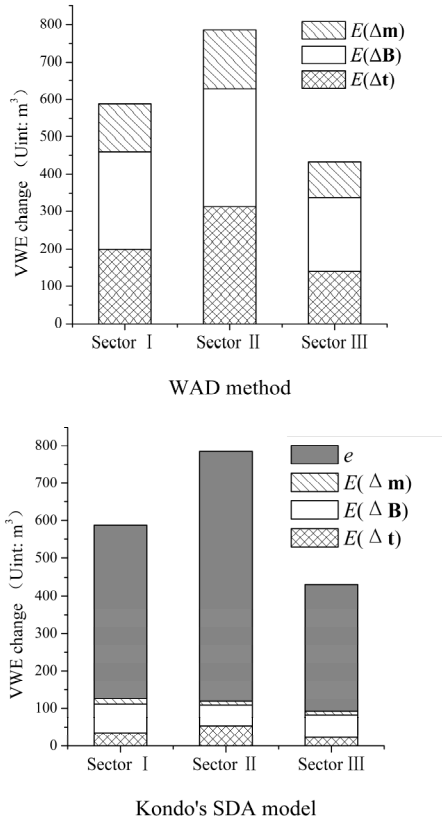 800
700
600
500
400
300
200
100
0
VWE change（Uint: m³）
E(Δm)
E(ΔB)
E(Δt)
Sector Ⅰ
Sector Ⅱ
Sector Ⅲ
WAD method
800
700
600
500
400
300
200
100
0
VWE change（Uint: m³）
e
E(Δ m)
E(Δ B)
E(Δ t)
Sector Ⅰ
Sector Ⅱ
Sector Ⅲ
Kondo's SDA model